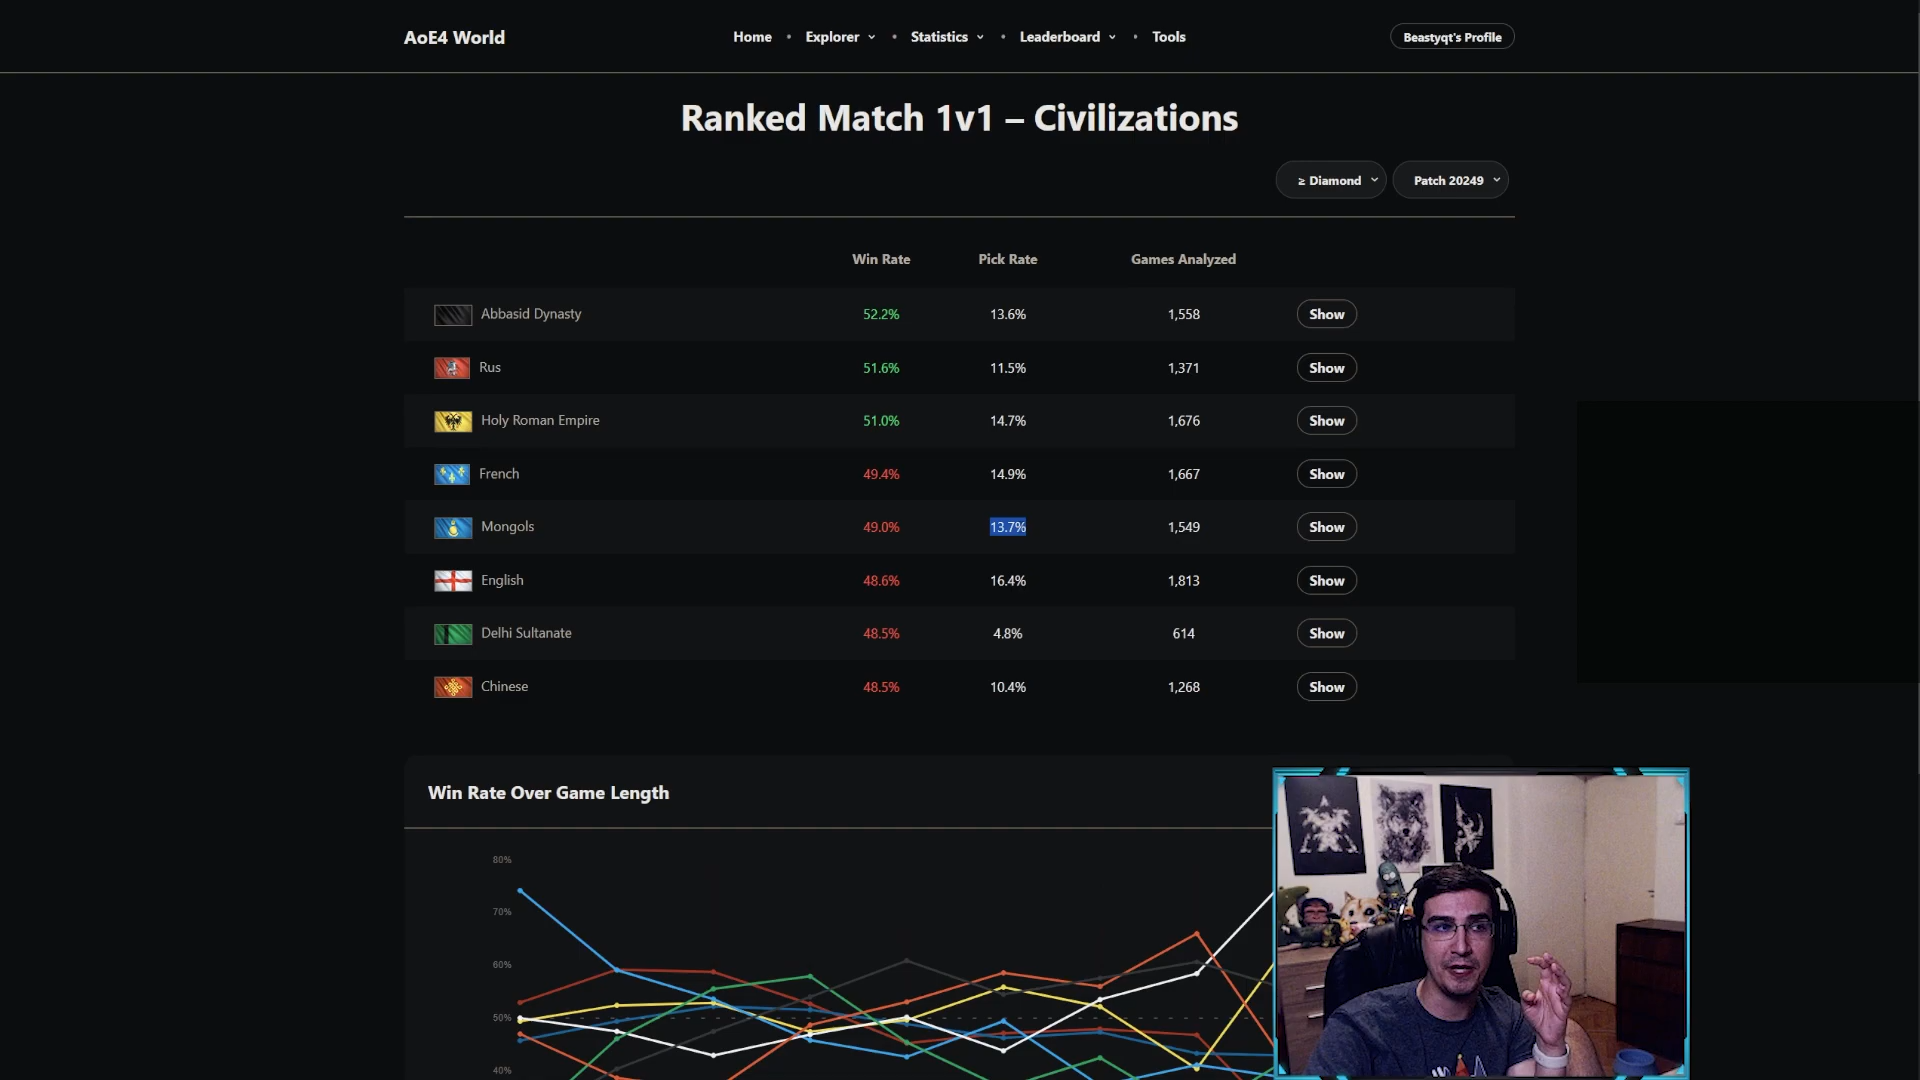 AoE4 World
Home • Explorer • Statistics • Leaderboard • Tools
Beastyqt's Profile
Ranked Match 1v1 – Civilizations
≥ Diamond
Patch 20249
Win Rate Pick Rate Games Analyzed
Abbasid Dynasty 52.2% 13.6% 1,558 Show
Rus 51.6% 11.5% 1,371 Show
Holy Roman Empire 51.0% 14.7% 1,676 Show
French 49.4% 14.9% 1,667 Show
Mongols 49.0% 13.7% 1,549 Show
English 48.6% 16.4% 1,813 Show
Delhi Sultanate 48.5% 4.8% 614 Show
Chinese 48.5% 10.4% 1,268 Show
Win Rate Over Game Length
80%
70%
60%
50%
40%